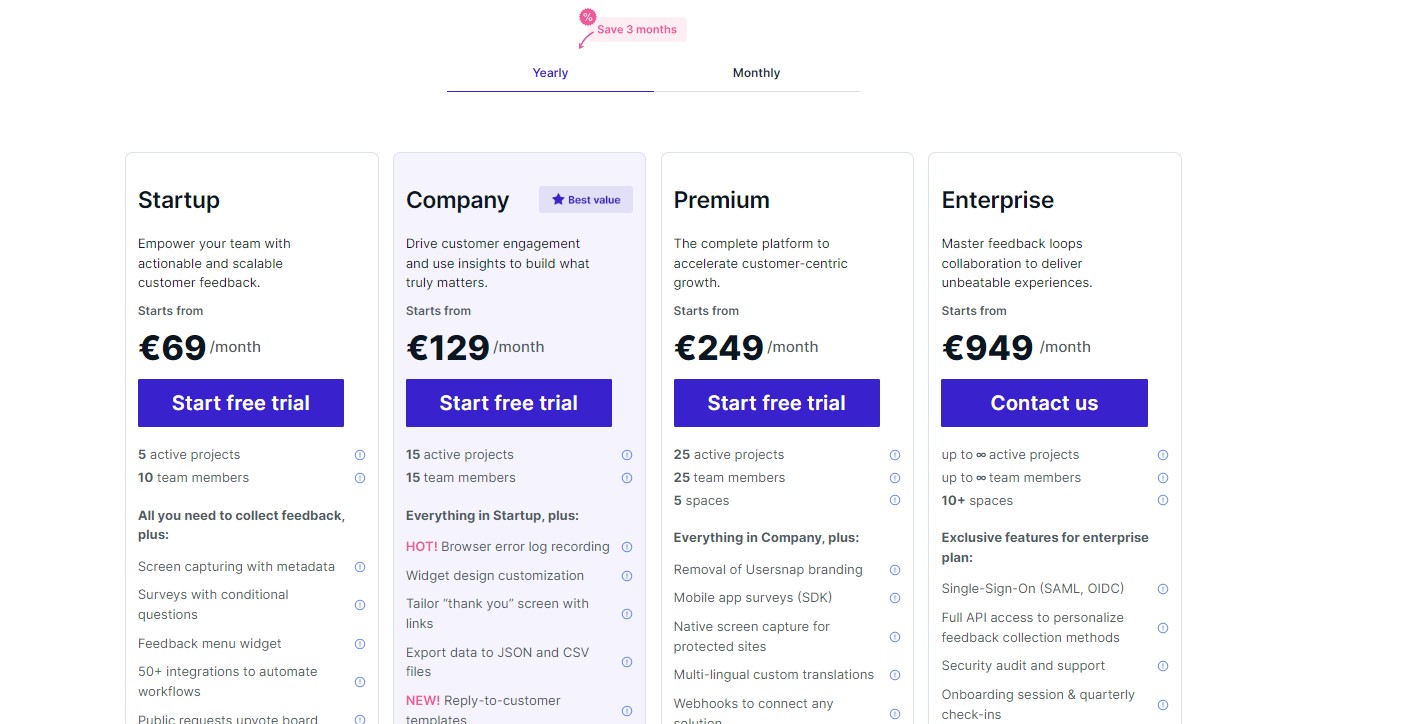 %
Save 3 months
Yearly
Monthly
Startup
Empower your team with
actionable and scalable
customer feedback.
Starts from
€69 /month
Start free trial
5 active projects
10 team members
All you need to collect feedback,
plus:
Screen capturing with metadata
Surveys with conditional
questions
Feedback menu widget
50+ integrations to automate
workflows
Public requests upvote board
Company
Best value
Drive customer engagement
and use insights to build what
truly matters.
Starts from
€129 /month
Start free trial
15 active projects
15 team members
Everything in Startup, plus:
HOT! Browser error log recording
Widget design customization
Tailor “thank you” screen with
links
Export data to JSON and CSV
files
NEW! Reply-to-customer
templates
Premium
The complete platform to
accelerate customer-centric
growth.
Starts from
€249 /month
Start free trial
25 active projects
25 team members
5 spaces
Everything in Company, plus:
Removal of Usersnap branding
Mobile app surveys (SDK)
Native screen capture for
protected sites
Multi-lingual custom translations
Webhooks to connect any
solution
Enterprise
Master feedback loops
collaboration to deliver
unbeatable experiences.
Starts from
€949 /month
Contact us
up to ∞ active projects
up to ∞ team members
10+ spaces
Exclusive features for enterprise
plan:
Single-Sign-On (SAML, OIDC)
Full API access to personalize
feedback collection methods
Security audit and support
Onboarding session & quarterly
check-ins